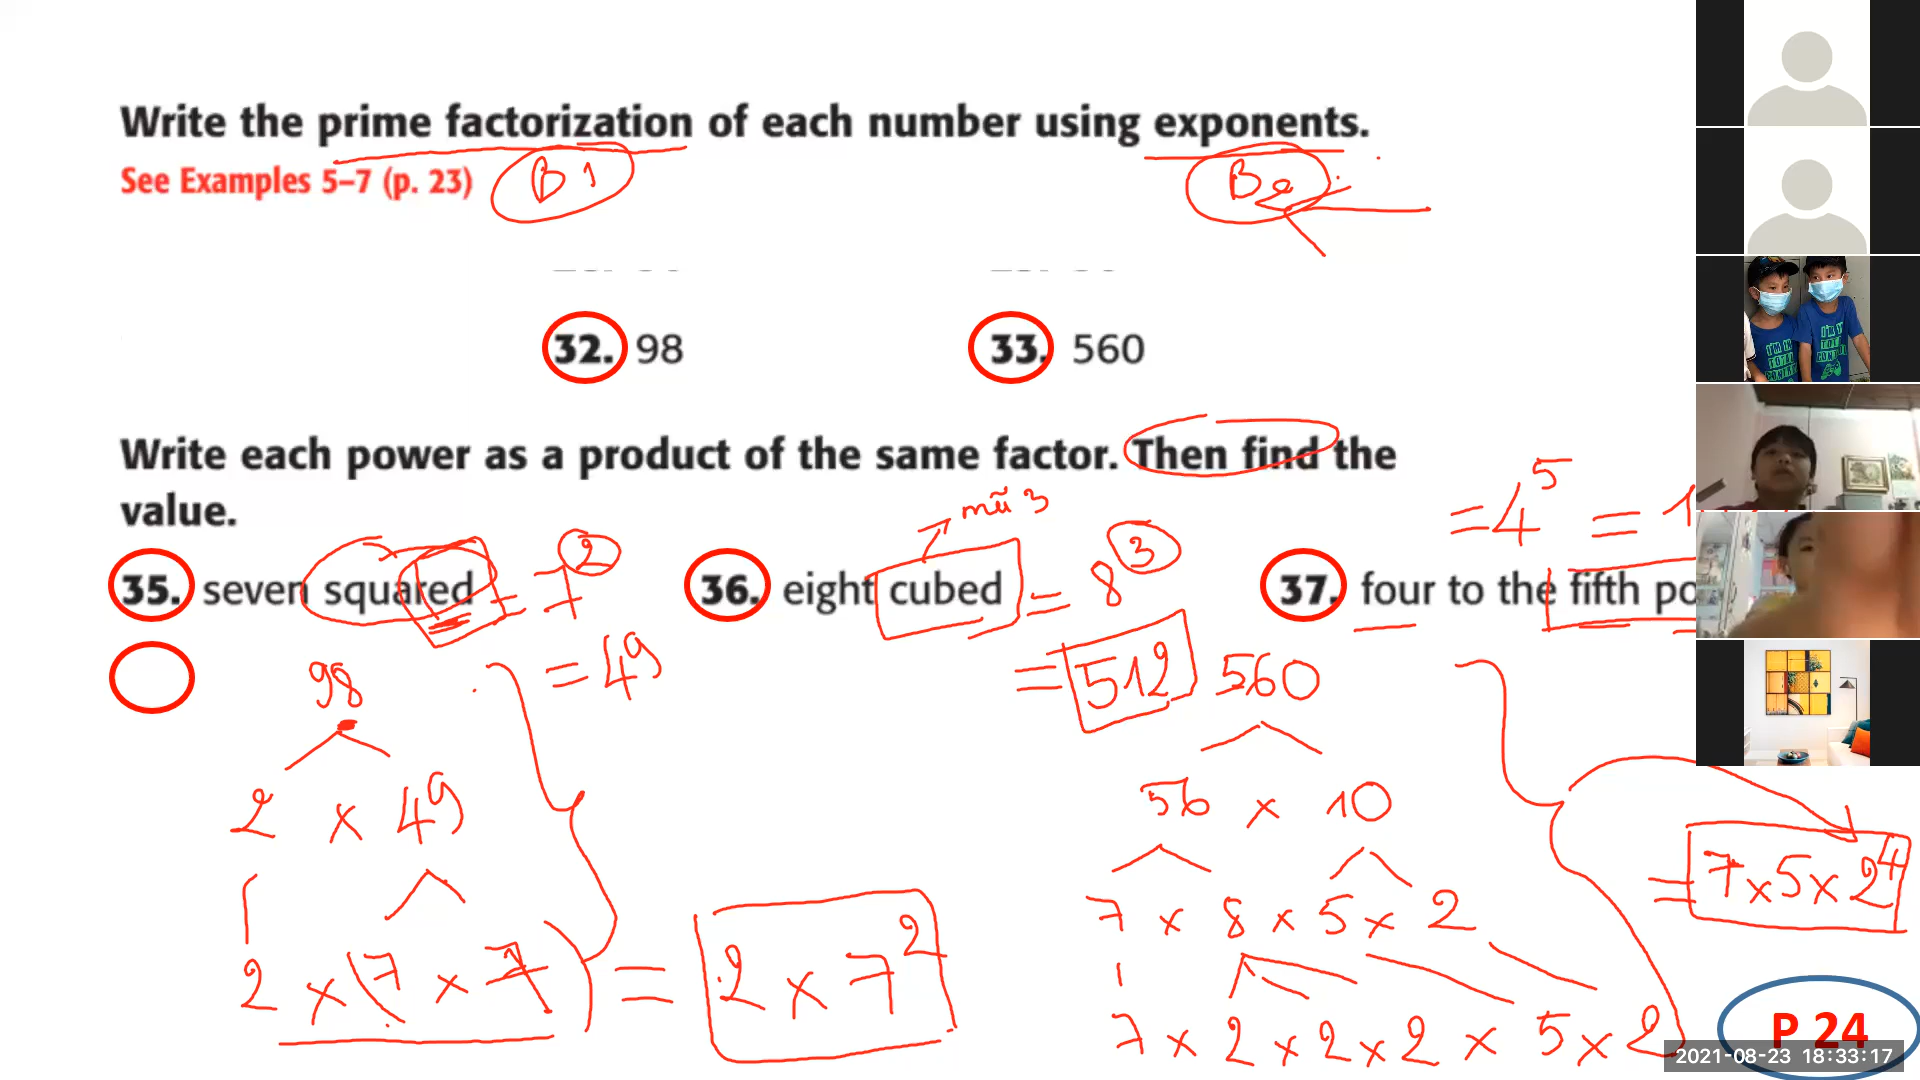 Write the prime factorization of each number using exponents.
See Examples 5–7 (p. 23) B1 B2
32. 98 33. 560
Write each power as a product of the same factor. Then find the
value.
mũ 3
= 4^5 =
35. seven squared = 7^2 36. eight cubed = 8^3 37. four to the fifth po
= 49 = 512
98 560
2 x 49 56 x 10
7 x 8 x 5 x 2 = 7 x 5 x 2^4
2 x (7 x 7) = 2 x 7^2
7 x 2 x 2 x 2 x 5 x 2
P 24
2021-08-23 18:33:17
I'M IN
TOTAL
CONTR